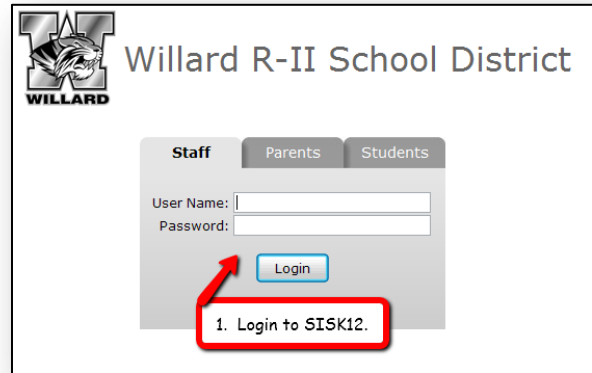 Willard R-II School District
WILLARD
Staff
Parents
Students
User Name:
Password:
Login
1. Login to SISK12.